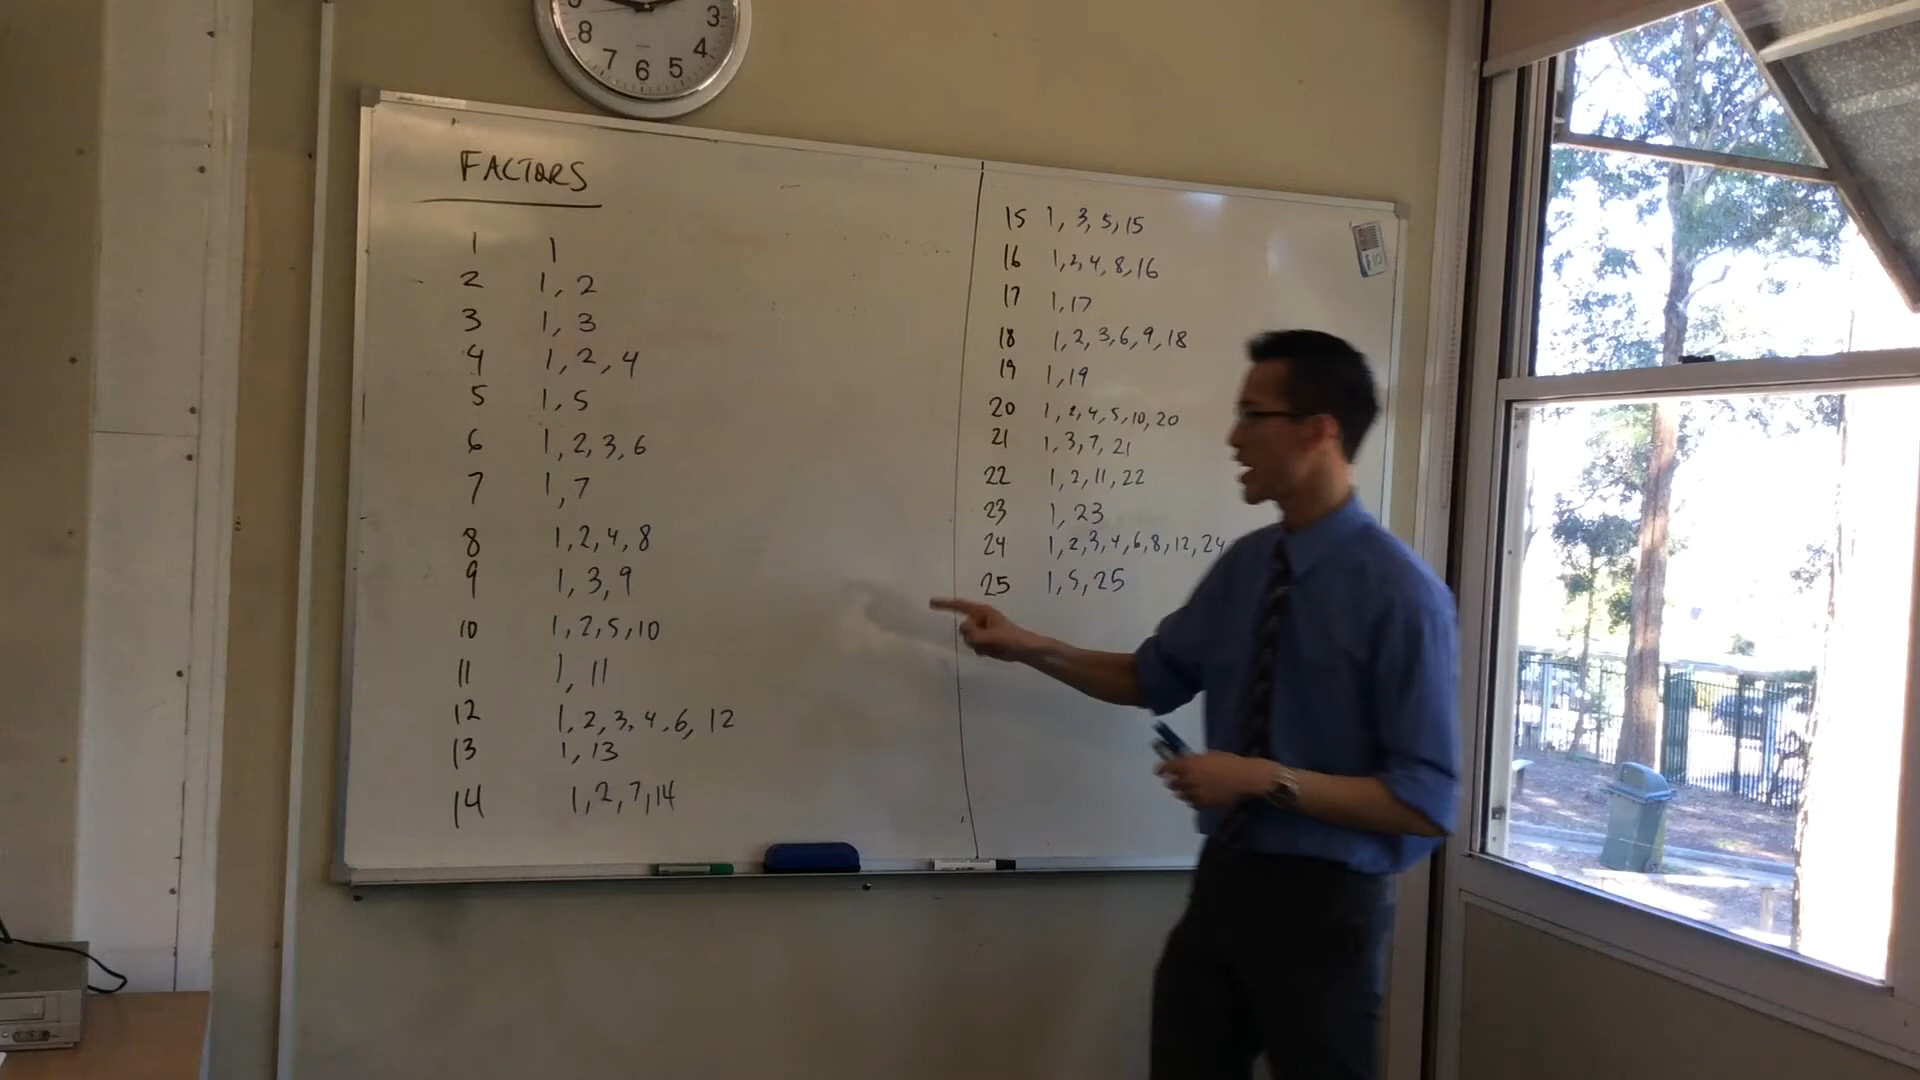 8 7 6 5 4 3
FACTORS
1 1
2 1, 2
3 1, 3
4 1, 2, 4
5 1, 5
6 1, 2, 3, 6
7 1, 7
8 1, 2, 4, 8
9 1, 3, 9
10 1, 2, 5, 10
11 1, 11
12 1, 2, 3, 4, 6, 12
13 1, 13
14 1, 2, 7, 14
15 1, 3, 5, 15
16 1, 2, 4, 8, 16
17 1, 17
18 1, 2, 3, 6, 9, 18
19 1, 19
20 1, 2, 4, 5, 10, 20
21 1, 3, 7, 21
22 1, 2, 11, 22
23 1, 23
24 1, 2, 3, 4, 6, 8, 12, 24
25 1, 5, 25